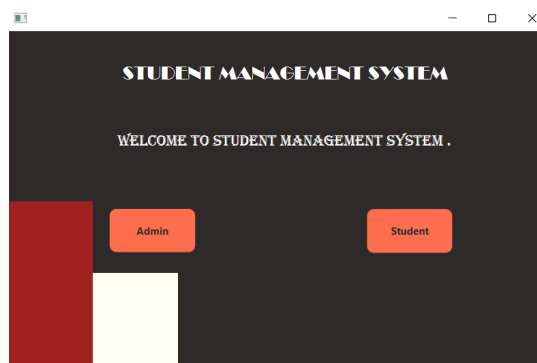 STUDENT MANAGEMENT SYSTEM
WELCOME TO STUDENT MANAGEMENT SYSTEM .
Admin
Student